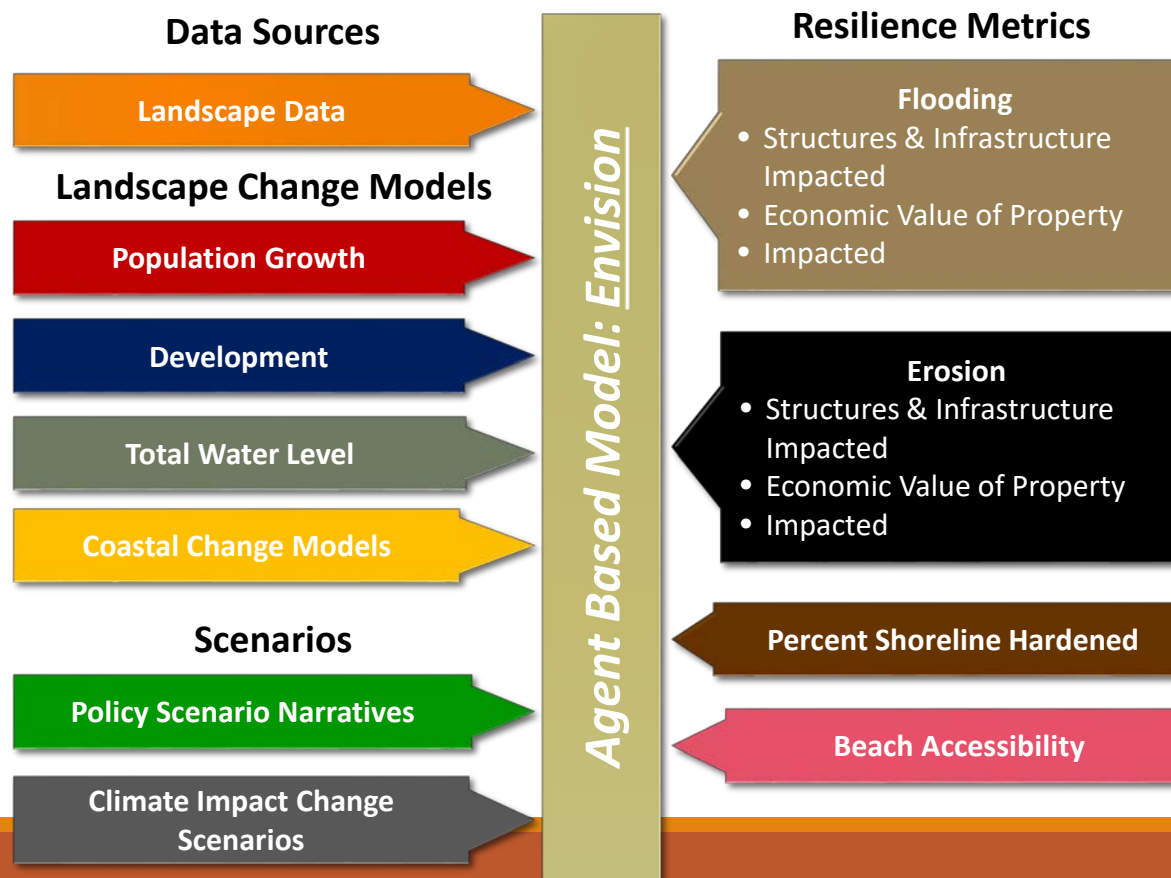 Data Sources
Landscape Data
Landscape Change Models
Population Growth
Development
Total Water Level
Coastal Change Models
Scenarios
Policy Scenario Narratives
Climate Impact Change
Scenarios
Agent Based Model: Envision
Resilience Metrics
Flooding
• Structures & Infrastructure
Impacted
• Economic Value of Property
• Impacted
Erosion
• Structures & Infrastructure
Impacted
• Economic Value of Property
• Impacted
Percent Shoreline Hardened
Beach Accessibility